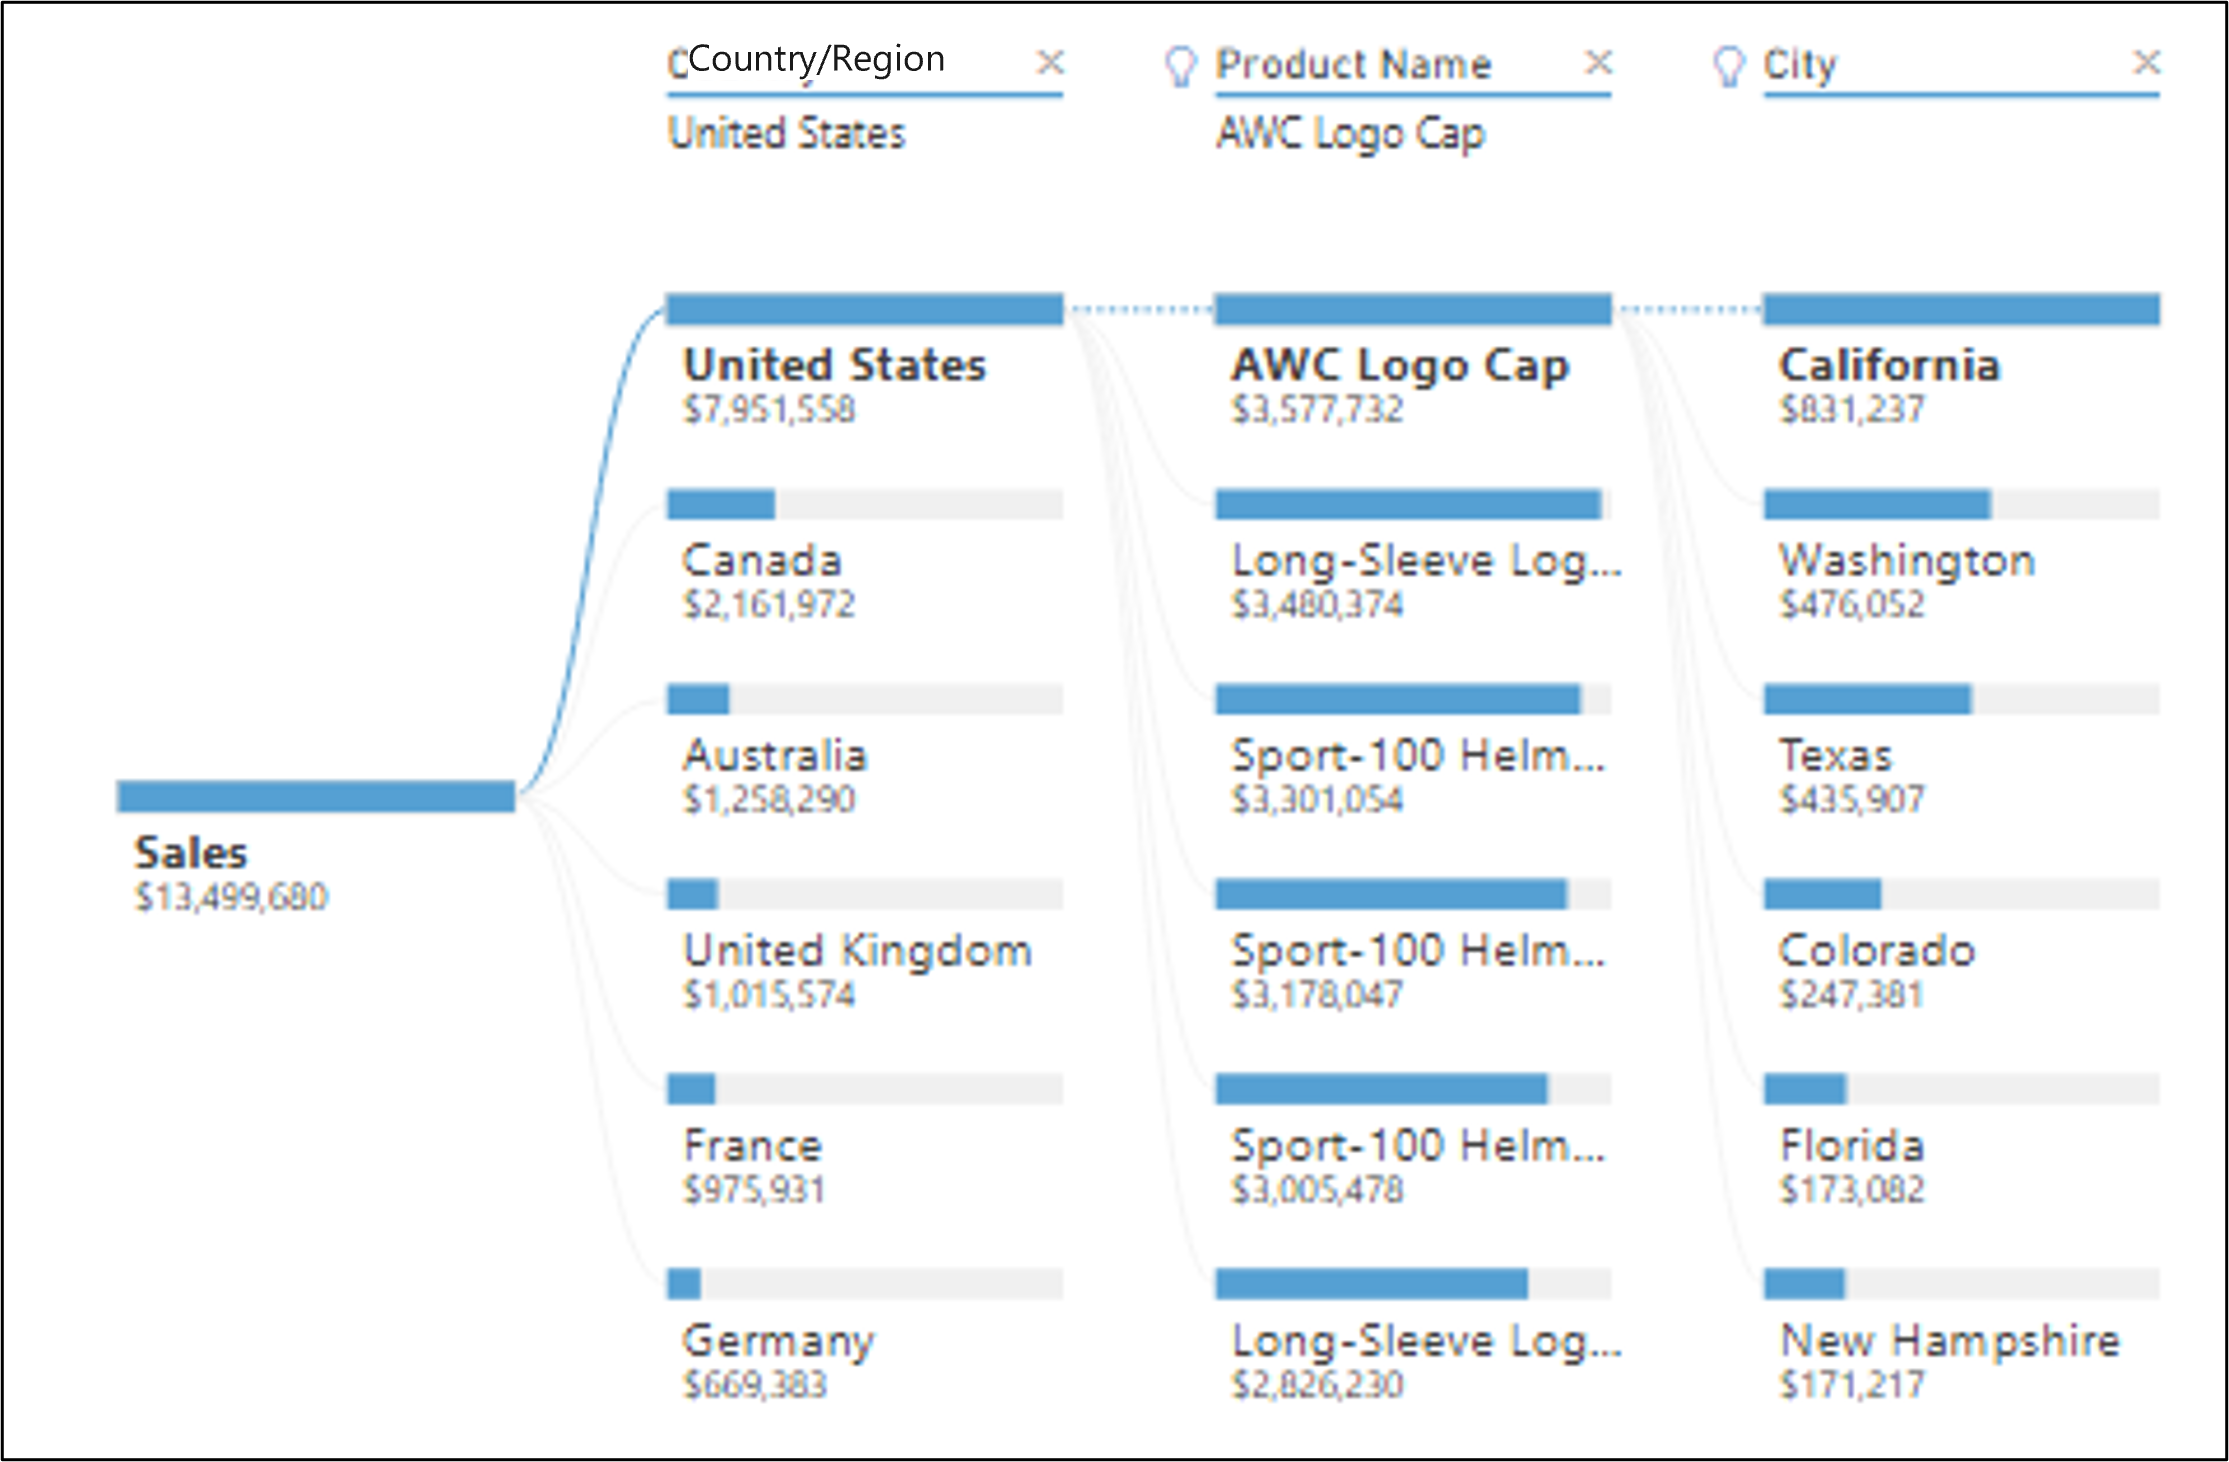 Country/Region
Product Name
City
United States
AWC Logo Cap
United States
$7,951,558
AWC Logo Cap
$3,577,732
California
$831,237
Canada
$2,161,972
Long-Sleeve Log...
$3,480,374
Washington
$476,052
Australia
$1,258,290
Sport-100 Helm...
$3,301,054
Texas
$435,907
Sales
$13,499,680
United Kingdom
$1,015,574
Sport-100 Helm...
$3,178,047
Colorado
$247,381
France
$975,931
Sport-100 Helm...
$3,005,478
Florida
$173,082
Germany
$669,383
Long-Sleeve Log...
$2,826,230
New Hampshire
$171,217